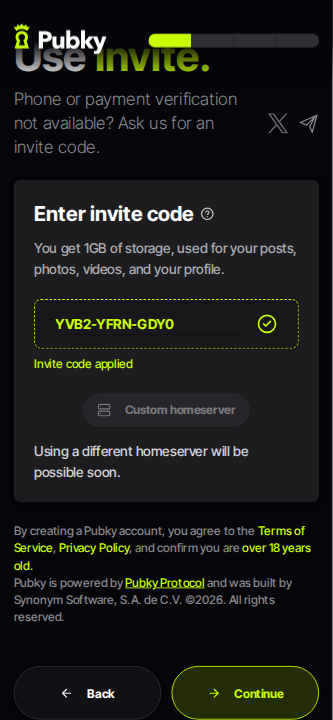 Pubky
Use invite.
Phone or payment verification
not available? Ask us for an
invite code.
Enter invite code
You get 1GB of storage, used for your posts,
photos, videos, and your profile.
YVB2-YFRN-GDY0
Invite code applied
Custom homeserver
Using a different homeserver will be
possible soon.
By creating a Pubky account, you agree to the Terms of
Service, Privacy Policy, and confirm you are over 18 years
old.
Pubky is powered by Pubky Protocol and was built by
Synonym Software, S.A. de C.V. ©2026. All rights
reserved.
Back
Continue